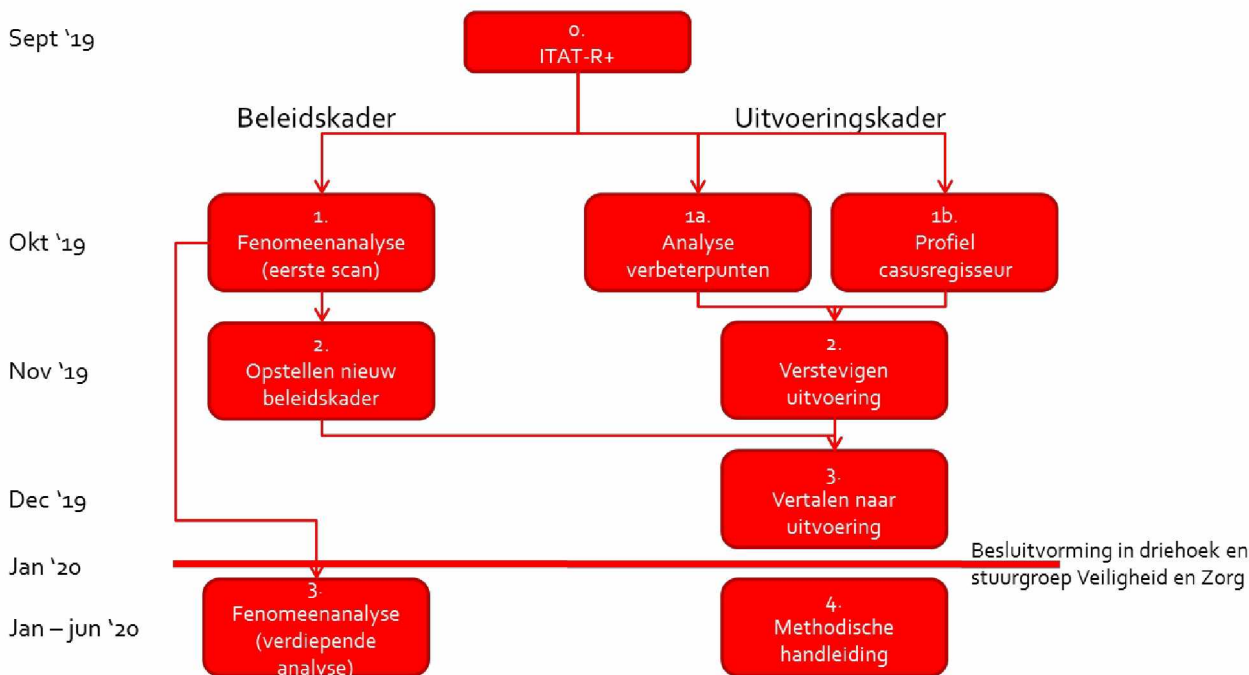 Sept ‘19
0.
ITAT-R+
Beleidskader
Uitvoeringskader
Okt ‘19
1.
Fenomeenanalyse
(eerste scan)
1a.
Analyse
verbeterpunten
1b.
Profiel
casusregisseur
Nov ‘19
2.
Opstellen nieuw
beleidskader
2.
Verstevigen
uitvoering
Dec ‘19
3.
Vertalen naar
uitvoering
Jan ‘20
Besluitvorming in driehoek en
stuurgroep Veiligheid en Zorg
Jan – jun ‘20
3.
Fenomeenanalyse
(verdiepende
analyse)
4.
Methodische
handleiding